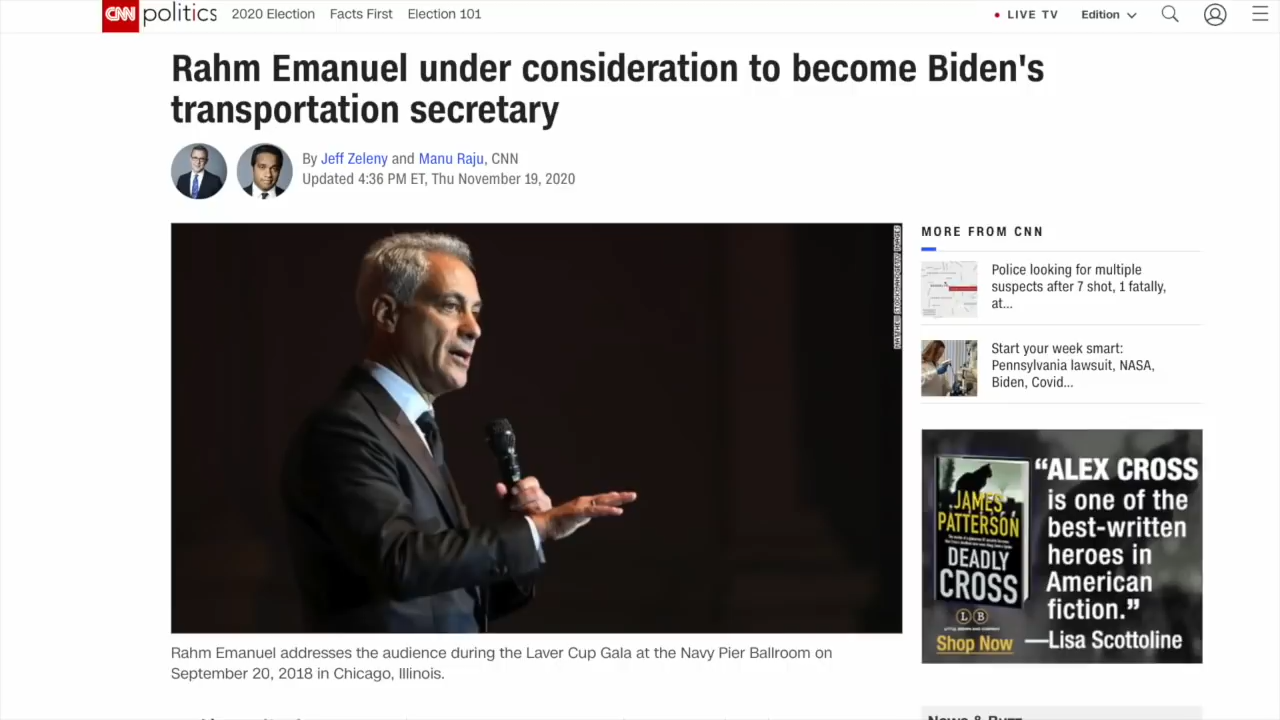 CNN politics 2020 Election Facts First Election 101
LIVE TV Edition
Rahm Emanuel under consideration to become Biden's
transportation secretary
By Jeff Zeleny and Manu Raju, CNN
Updated 4:36 PM ET, Thu November 19, 2020
MORE FROM CNN
Police looking for multiple
suspects after 7 shot, 1 fatally,
at...
Start your week smart:
Pennsylvania lawsuit, NASA,
Biden, Covid...
JAMES
PATTERSON
DEADLY
CROSS
L B
Shop Now
“ALEX CROSS
is one of the
best-written
heroes in
American
fiction.”
—Lisa Scottoline
Rahm Emanuel addresses the audience during the Laver Cup Gala at the Navy Pier Ballroom on
September 20, 2018 in Chicago, Illinois.